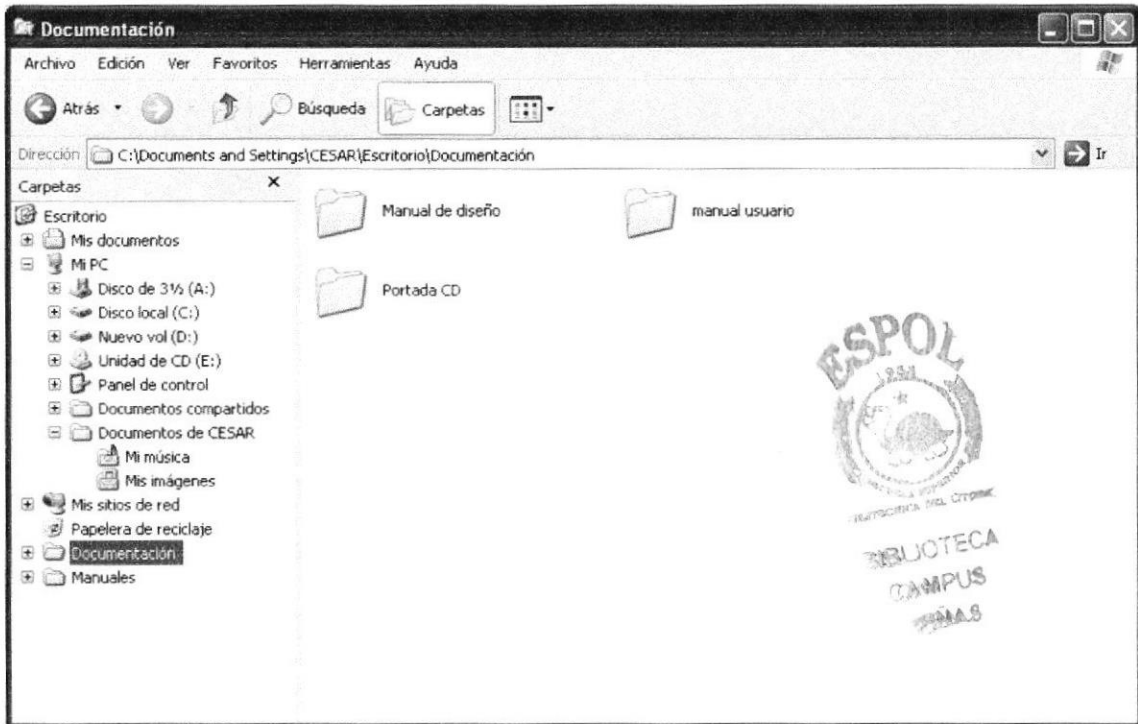 Documentación
Archivo Edición Ver Favoritos Herramientas Ayuda
Atrás Búsqueda Carpetas
Dirección C:\Documents and Settings\CESAR\Escritorio\Documentación Ir
Carpetas
Escritorio
Mis documentos
Mi PC
Disco de 3½ (A:)
Disco local (C:)
Nuevo vol (D:)
Unidad de CD (E:)
Panel de control
Documentos compartidos
Documentos de CESAR
Mi música
Mis imágenes
Mis sitios de red
Papelera de reciclaje
Documentación
Manuales
Manual de diseño
manual usuario
Portada CD
ESPOL
POLITECNICA DEL LITORAL
BIBLIOTECA
CAMPUS